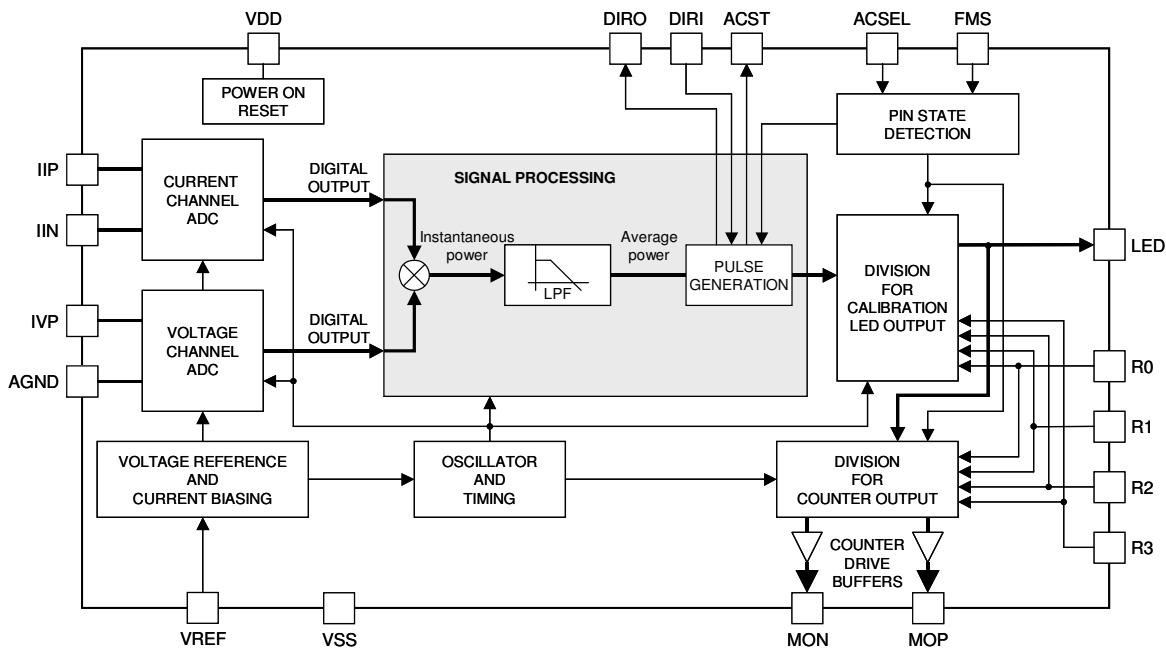 VDD
DIRO
DIRI
ACST
ACSEL
FMS
POWER ON
RESET
PIN STATE
DETECTION
IIP
IIN
CURRENT
CHANNEL
ADC
DIGITAL
OUTPUT
SIGNAL PROCESSING
Instantaneous
power
LPF
Average
power
PULSE
GENERATION
DIVISION
FOR
CALIBRATION
LED OUTPUT
LED
IVP
AGND
VOLTAGE
CHANNEL
ADC
DIGITAL
OUTPUT
R0
R1
R2
R3
VOLTAGE REFERENCE
AND
CURRENT BIASING
OSCILLATOR
AND
TIMING
DIVISION
FOR
COUNTER OUTPUT
COUNTER
DRIVE
BUFFERS
VREF
VSS
MON
MOP